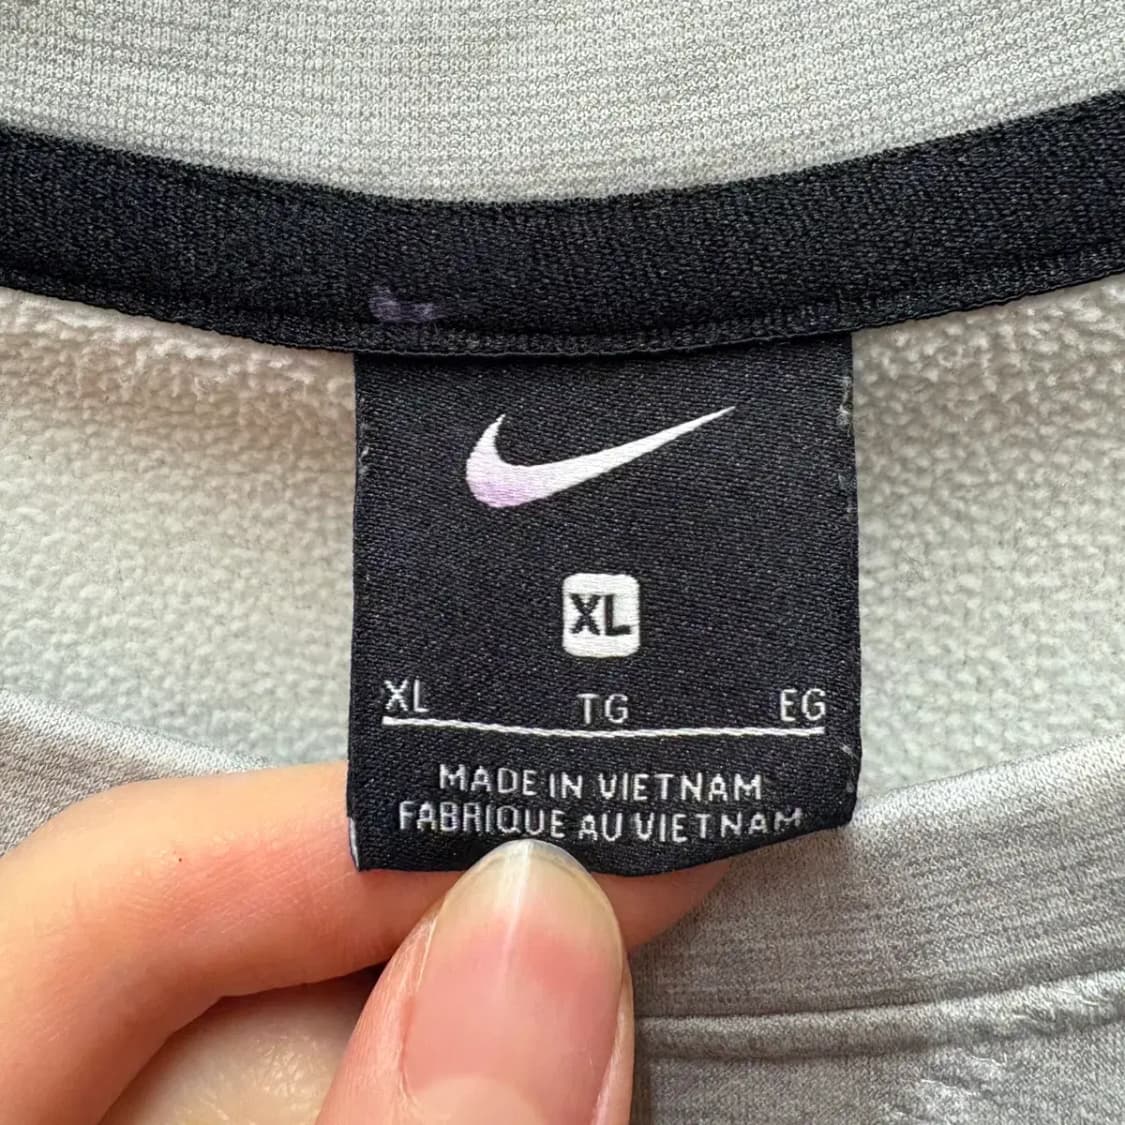 XL
XL TG EG
MADE IN VIETNAM
FABRIQUE AU VIETNAM